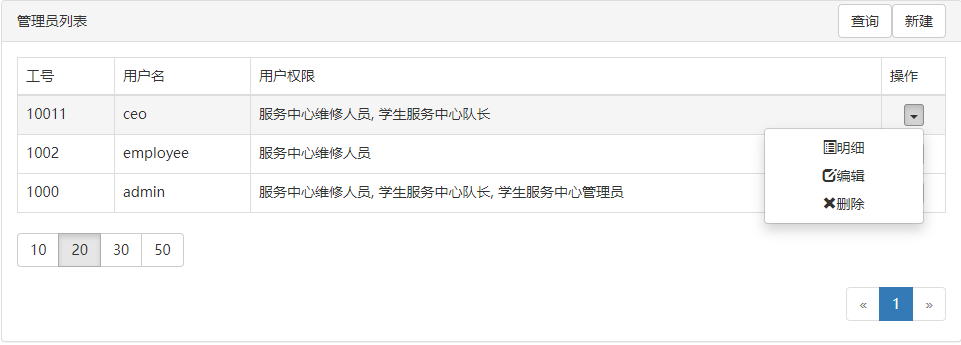 管理员列表 查询 新建
工号 用户名 用户权限 操作
10011 ceo 服务中心维修人员, 学生服务中心队长
明细
1002 employee 服务中心维修人员
编辑
1000 admin 服务中心维修人员, 学生服务中心队长, 学生服务中心管理员
删除
10 20 30 50
« 1 »